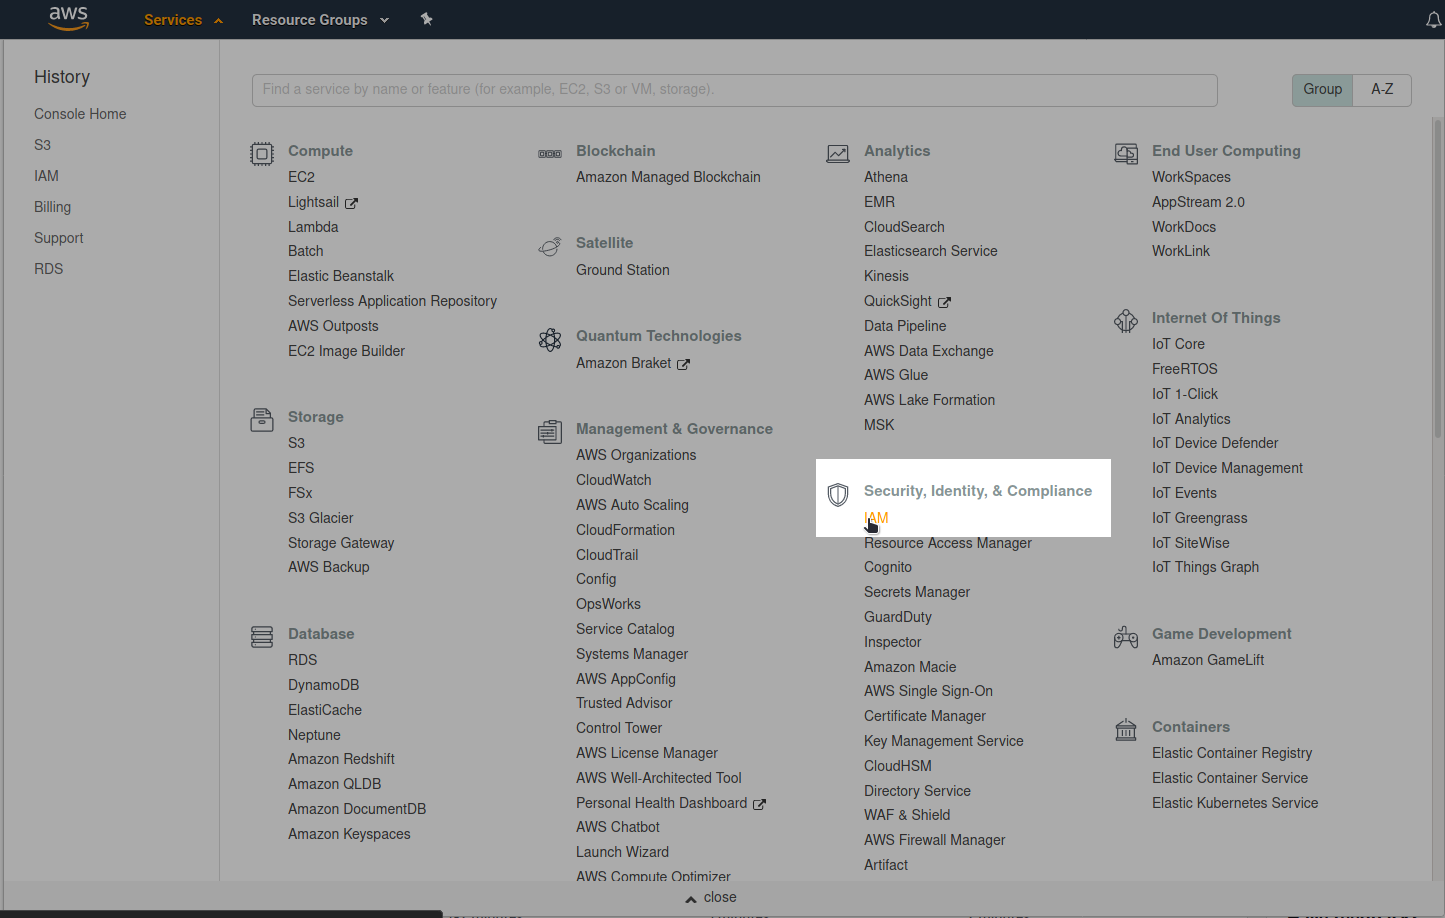 aws
Services
Resource Groups
History
Console Home
S3
IAM
Billing
Support
RDS
Find a service by name or feature (for example, EC2, S3 or VM, storage).
Group
A-Z
Compute
EC2
Lightsail
Lambda
Batch
Elastic Beanstalk
Serverless Application Repository
AWS Outposts
EC2 Image Builder
Storage
S3
EFS
FSx
S3 Glacier
Storage Gateway
AWS Backup
Database
RDS
DynamoDB
ElastiCache
Neptune
Amazon Redshift
Amazon QLDB
Amazon DocumentDB
Amazon Keyspaces
Blockchain
Amazon Managed Blockchain
Satellite
Ground Station
Quantum Technologies
Amazon Braket
Management & Governance
AWS Organizations
CloudWatch
AWS Auto Scaling
CloudFormation
CloudTrail
Config
OpsWorks
Service Catalog
Systems Manager
AWS AppConfig
Trusted Advisor
Control Tower
AWS License Manager
AWS Well-Architected Tool
Personal Health Dashboard
AWS Chatbot
Launch Wizard
AWS Compute Optimizer
Analytics
Athena
EMR
CloudSearch
Elasticsearch Service
Kinesis
QuickSight
Data Pipeline
AWS Data Exchange
AWS Glue
AWS Lake Formation
MSK
Security, Identity, & Compliance
IAM
Resource Access Manager
Cognito
Secrets Manager
GuardDuty
Inspector
Amazon Macie
AWS Single Sign-On
Certificate Manager
Key Management Service
CloudHSM
Directory Service
WAF & Shield
AWS Firewall Manager
Artifact
End User Computing
WorkSpaces
AppStream 2.0
WorkDocs
WorkLink
Internet Of Things
IoT Core
FreeRTOS
IoT 1-Click
IoT Analytics
IoT Device Defender
IoT Device Management
IoT Events
IoT Greengrass
IoT SiteWise
IoT Things Graph
Game Development
Amazon GameLift
Containers
Elastic Container Registry
Elastic Container Service
Elastic Kubernetes Service
close